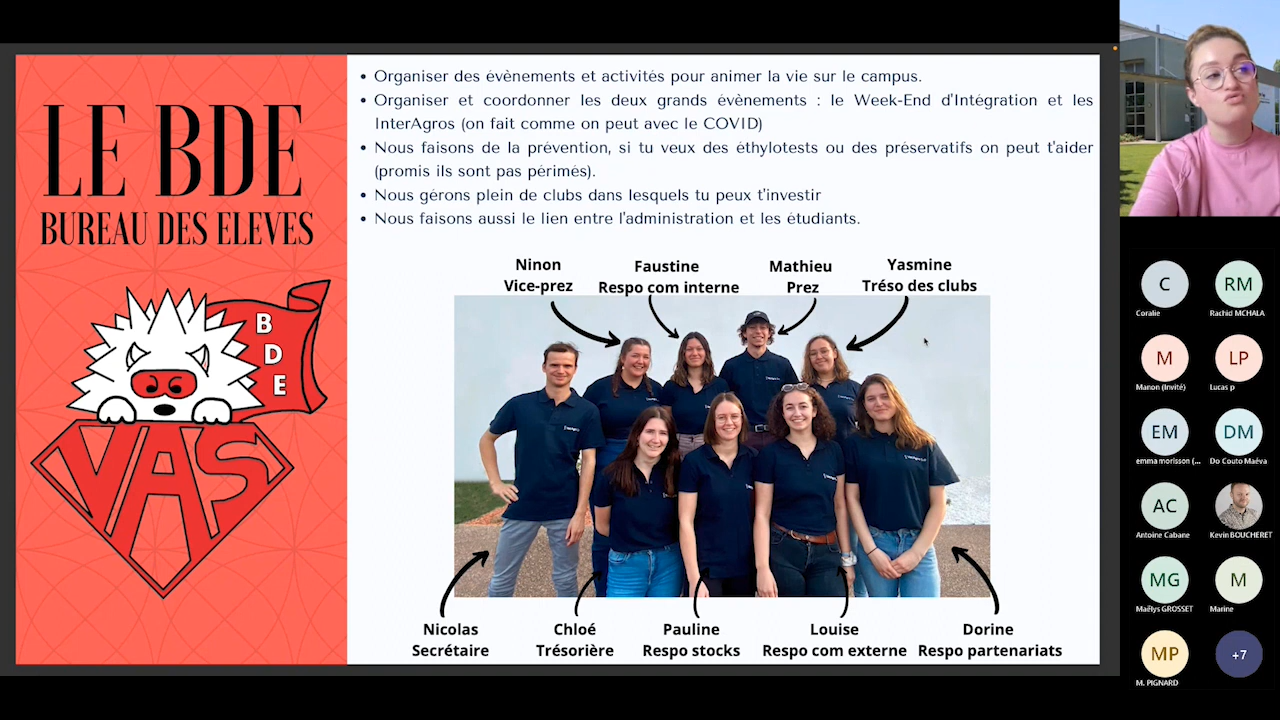 LE BDE
BUREAU DES ELEVES
B
D
E
VAS
• Organiser des évènements et activités pour animer la vie sur le campus.
• Organiser et coordonner les deux grands évènements : le Week-End d'Intégration et les
InterAgros (on fait comme on peut avec le COVID)
• Nous faisons de la prévention, si tu veux des éthylotests ou des préservatifs on peut t'aider
(promis ils sont pas périmés).
• Nous gérons plein de clubs dans lesquels tu peux t'investir
• Nous faisons aussi le lien entre l'administration et les étudiants.
Ninon
Vice-prez
Faustine
Respo com interne
Mathieu
Prez
Yasmine
Tréso des clubs
Nicolas
Secrétaire
Chloé
Trésorière
Pauline
Respo stocks
Louise
Respo com externe
Dorine
Respo partenariats
C
Coralie
RM
Rachid MCHALA
M
Manon (Invité)
LP
Lucas p
EM
emma morisson (...
DM
Do Couto Maéva
AC
Antoine Cabane
Kevin BOUCHERET
MG
Maëlys GROSSET
M
Marine
MP
M. PIGNARD
+7